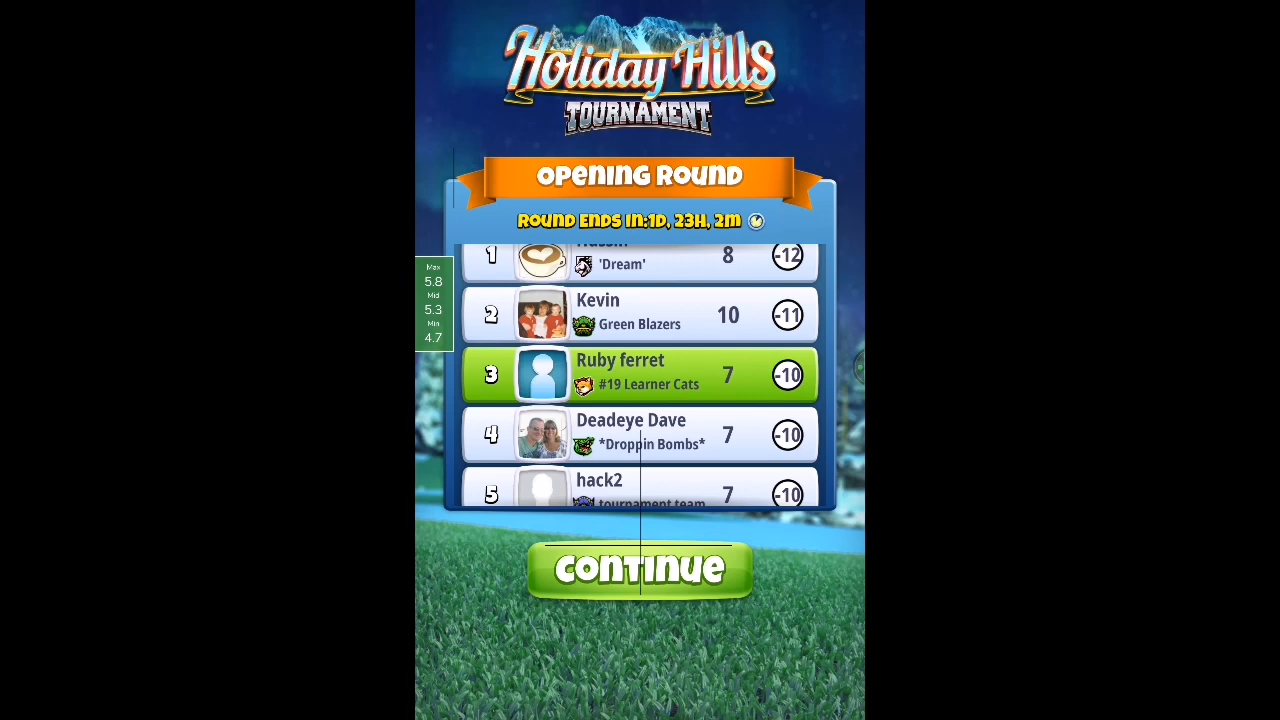 Holiday Hills
TOURNAMENT
OPENING ROUND
ROUND ENDS IN:1D, 23H, 2M
1
'Dream'
8
-12
Max
5.8
Mid
5.3
Min
4.7
2
Kevin
Green Blazers
10
-11
3
Ruby ferret
#19 Learner Cats
7
-10
4
Deadeye Dave
*Droppin Bombs*
7
-10
5
hack2
tournament team
7
-10
CONTINUE